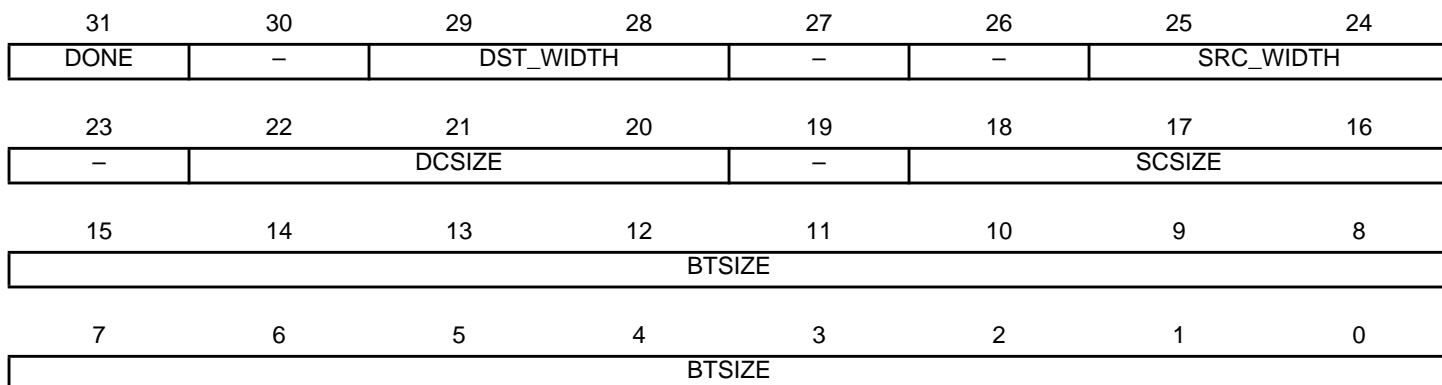 31 30 29 28 27 26 25 24
DONE – DST_WIDTH – – SRC_WIDTH
23 22 21 20 19 18 17 16
– DCSIZE – SCSIZE
15 14 13 12 11 10 9 8
BTSIZE
7 6 5 4 3 2 1 0
BTSIZE